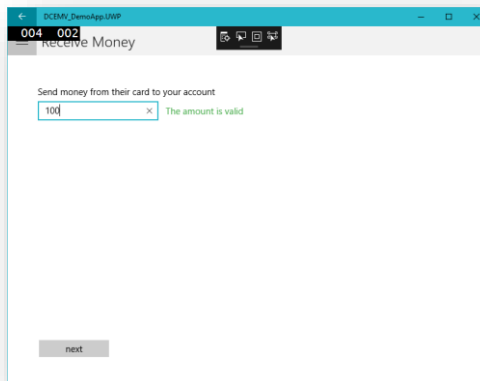 DCEMV_DemoApp.UWP
004 002
Receive Money
Send money from their card to your account
100
The amount is valid
next